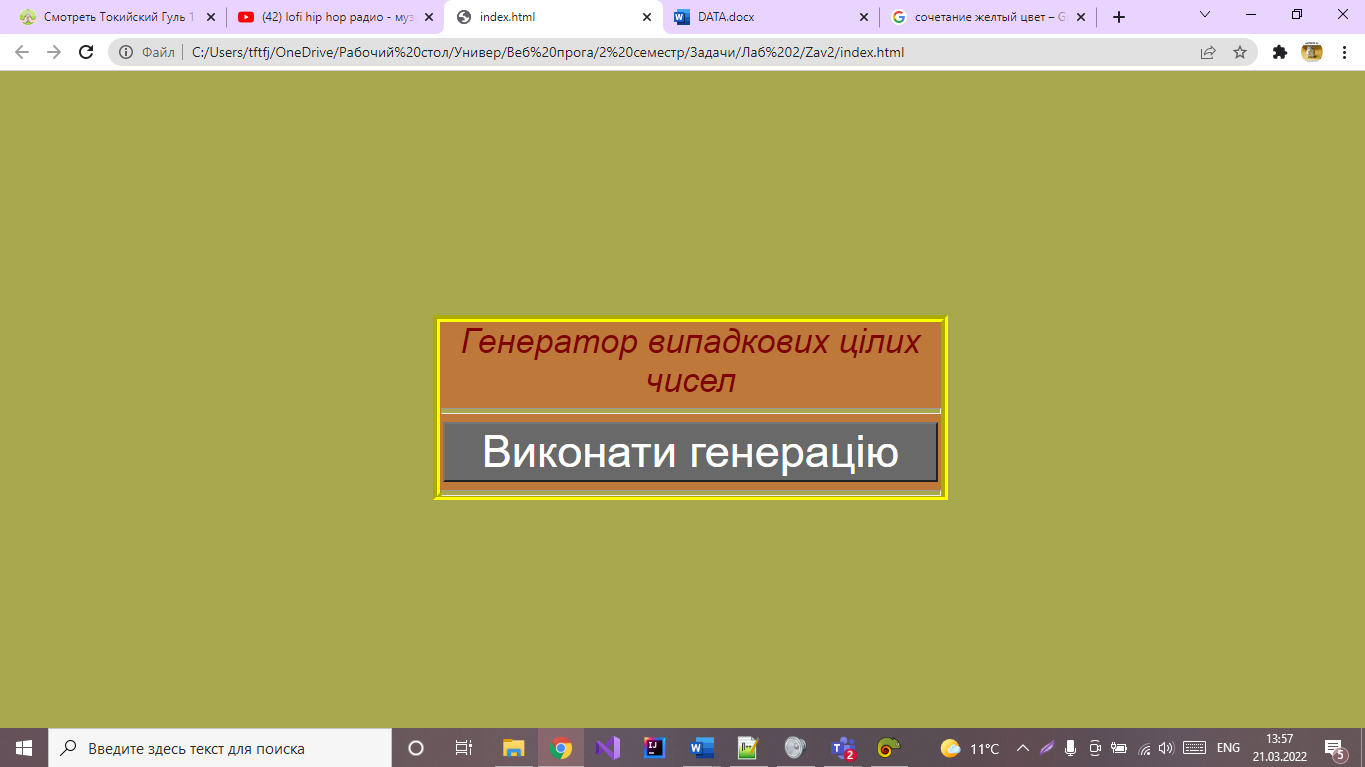 Смотреть Токийский Гуль
(42) lofi hip hop радио - муз
index.html
DATA.docx
сочетание желтый цвет – G
Файл
C:/Users/tftfj/OneDrive/Рабочий%20стол/Универ/Веб%20прога/2%20семестр/Задачи/Лаб%202/Zav2/index.html
Генератор випадкових цілих
чисел
Виконати генерацію
Введите здесь текст для поиска
11°C
ENG
13:57
21.03.2022
2
5